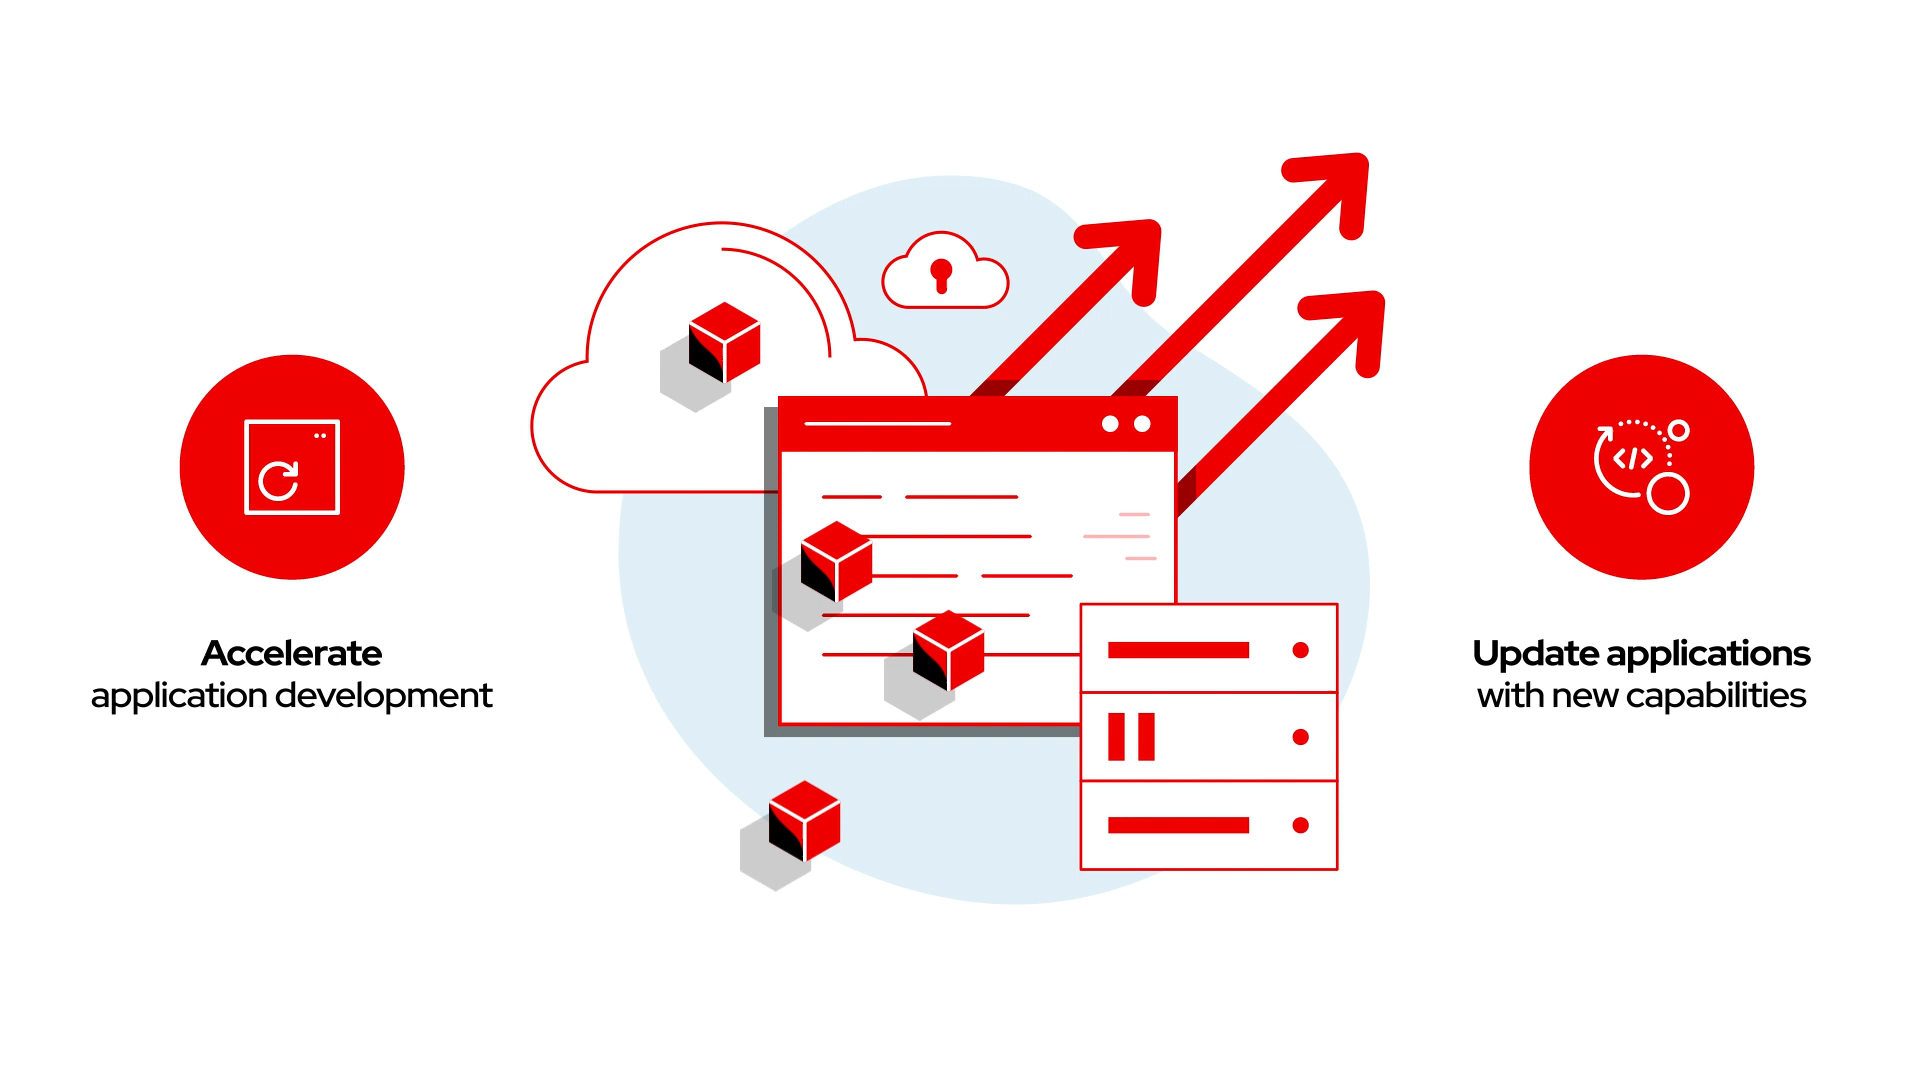 Accelerate
application development
</>
Update applications
with new capabilities